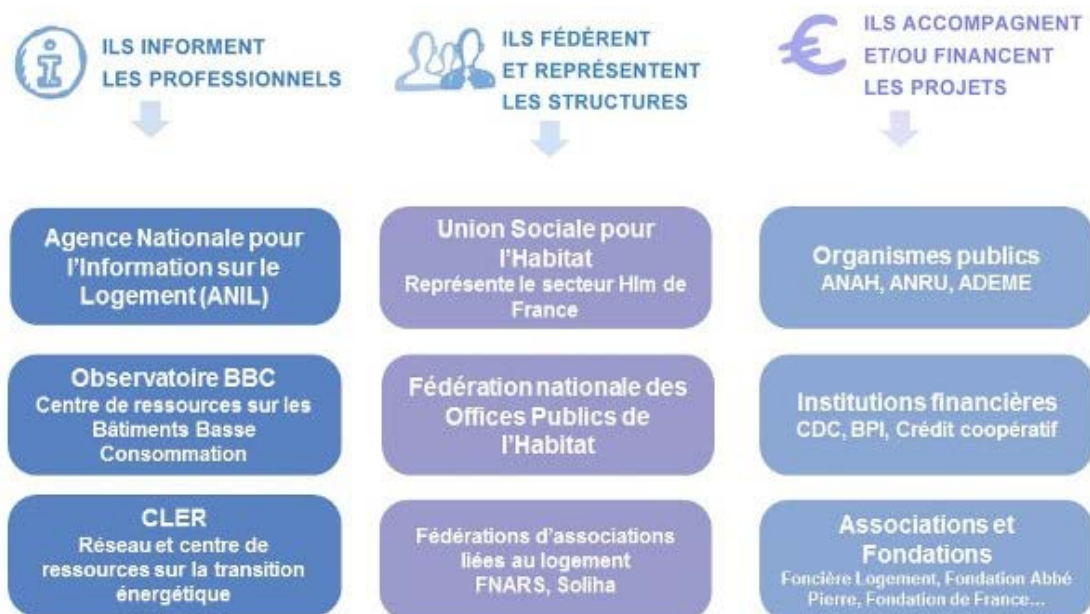 ILS INFORMENT
LES PROFESSIONNELS
Agence Nationale pour
l'Information sur le
Logement (ANIL)
Observatoire BBC
Centre de ressources sur les
Bâtiments Basse
Consommation
CLER
Réseau et centre de
ressources sur la transition
énergétique
ILS FÉDÈRENT
ET REPRÉSENTENT
LES STRUCTURES
Union Sociale pour
l'Habitat
Représente le secteur Hlm de
France
Fédération nationale des
Offices Publics de
l'Habitat
Fédérations d'associations
liées au logement
FNARS, Soliha
€ ILS ACCOMPAGNENT
ET/OU FINANCENT
LES PROJETS
Organismes publics
ANAH, ANRU, ADEME
Institutions financières
CDC, BPI, Crédit coopératif
Associations et
Fondations
Foncière Logement, Fondation Abbé
Pierre, Fondation de France...